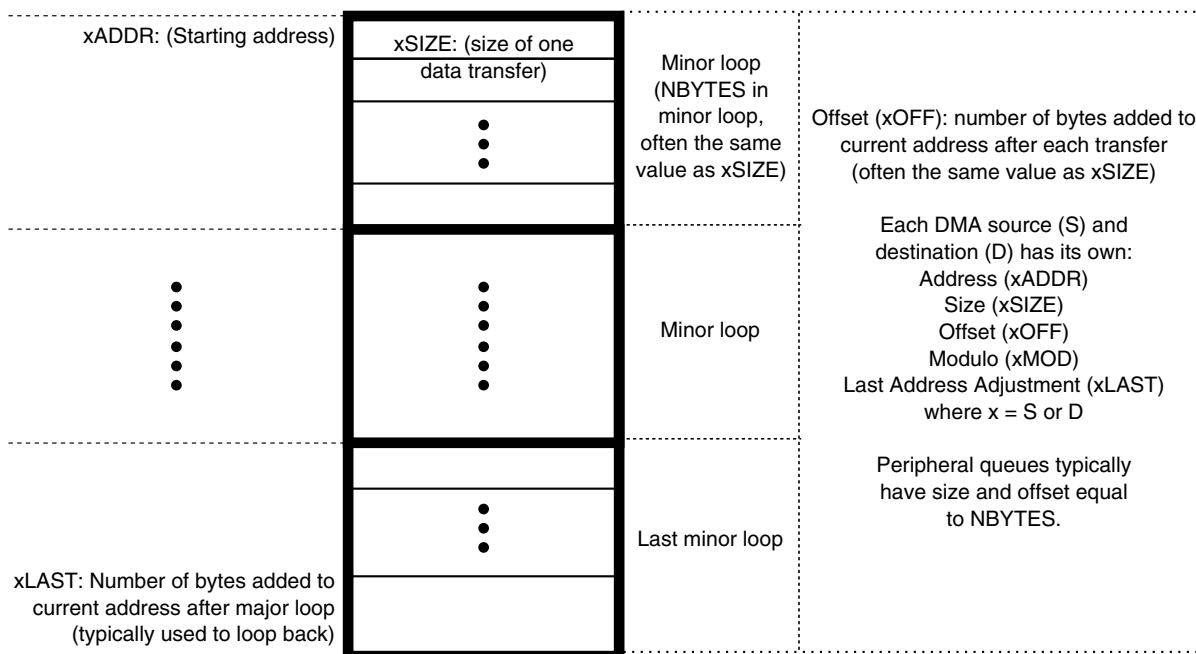 xADDR: (Starting address)
xSIZE: (size of one
data transfer)
Minor loop
(NBYTES in
minor loop,
often the same
value as xSIZE)
Offset (xOFF): number of bytes added to
current address after each transfer
(often the same value as xSIZE)
Each DMA source (S) and
destination (D) has its own:
Address (xADDR)
Size (xSIZE)
Offset (xOFF)
Modulo (xMOD)
Last Address Adjustment (xLAST)
where x = S or D
Minor loop
Peripheral queues typically
have size and offset equal
to NBYTES.
Last minor loop
xLAST: Number of bytes added to
current address after major loop
(typically used to loop back)